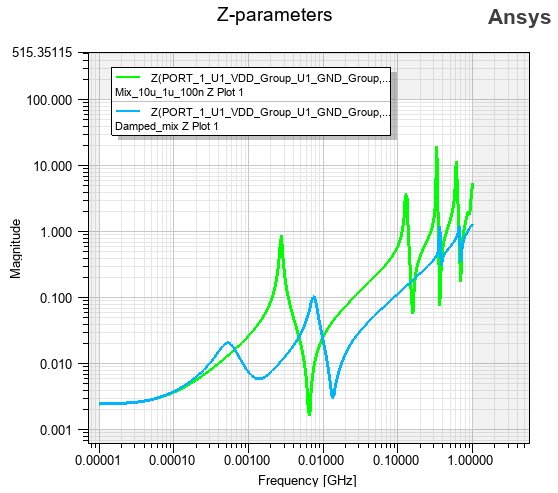 Z-parameters
Ansys
515.35115
Z(PORT_1_U1_VDD_Group_U1_GND_Group,...
Mix_10u_1u_100n Z Plot 1
Z(PORT_1_U1_VDD_Group_U1_GND_Group,...
Damped_mix Z Plot 1
100.000
10.000
1.000
0.100
0.010
0.001
Magnitude
0.00001
0.00010
0.00100
0.01000
0.10000
1.00000
Frequency [GHz]